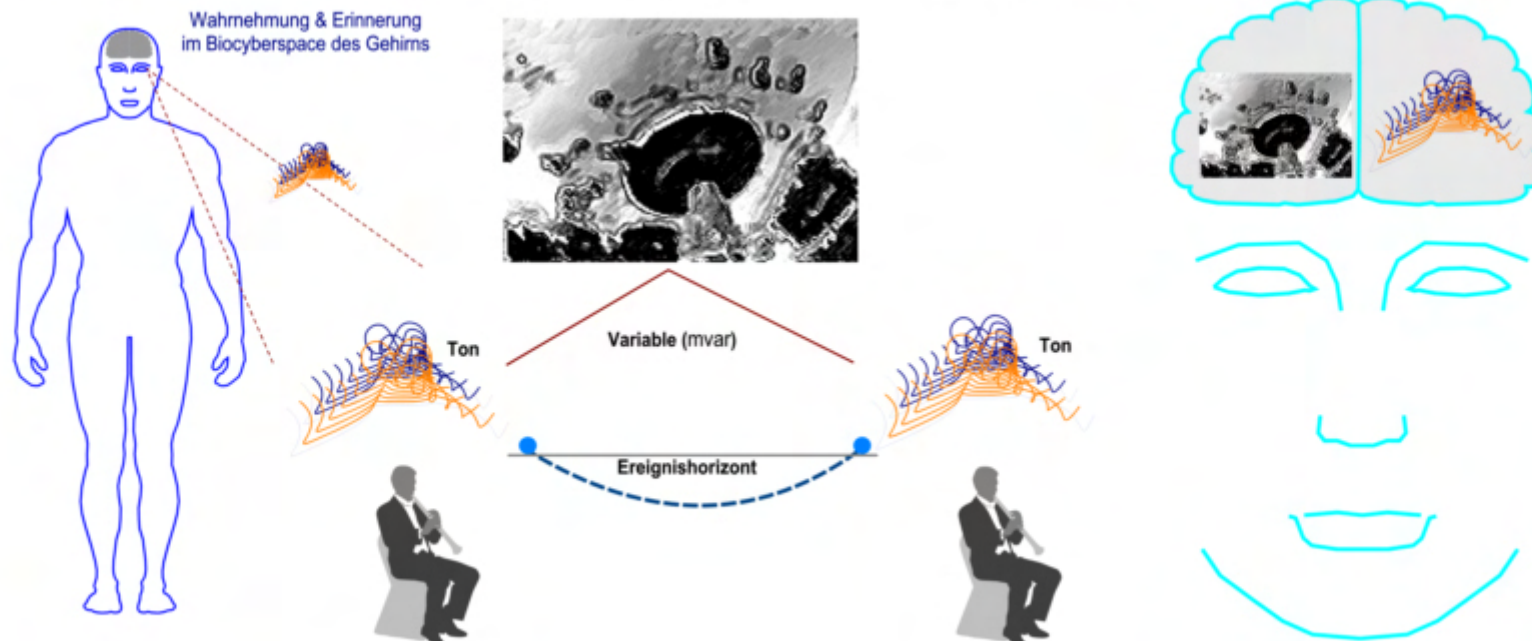 Wahrnehmung & Erinnerung
im Biocyberspace des Gehirns
Ton
Variable (mvar)
Ton
Ereignishorizont